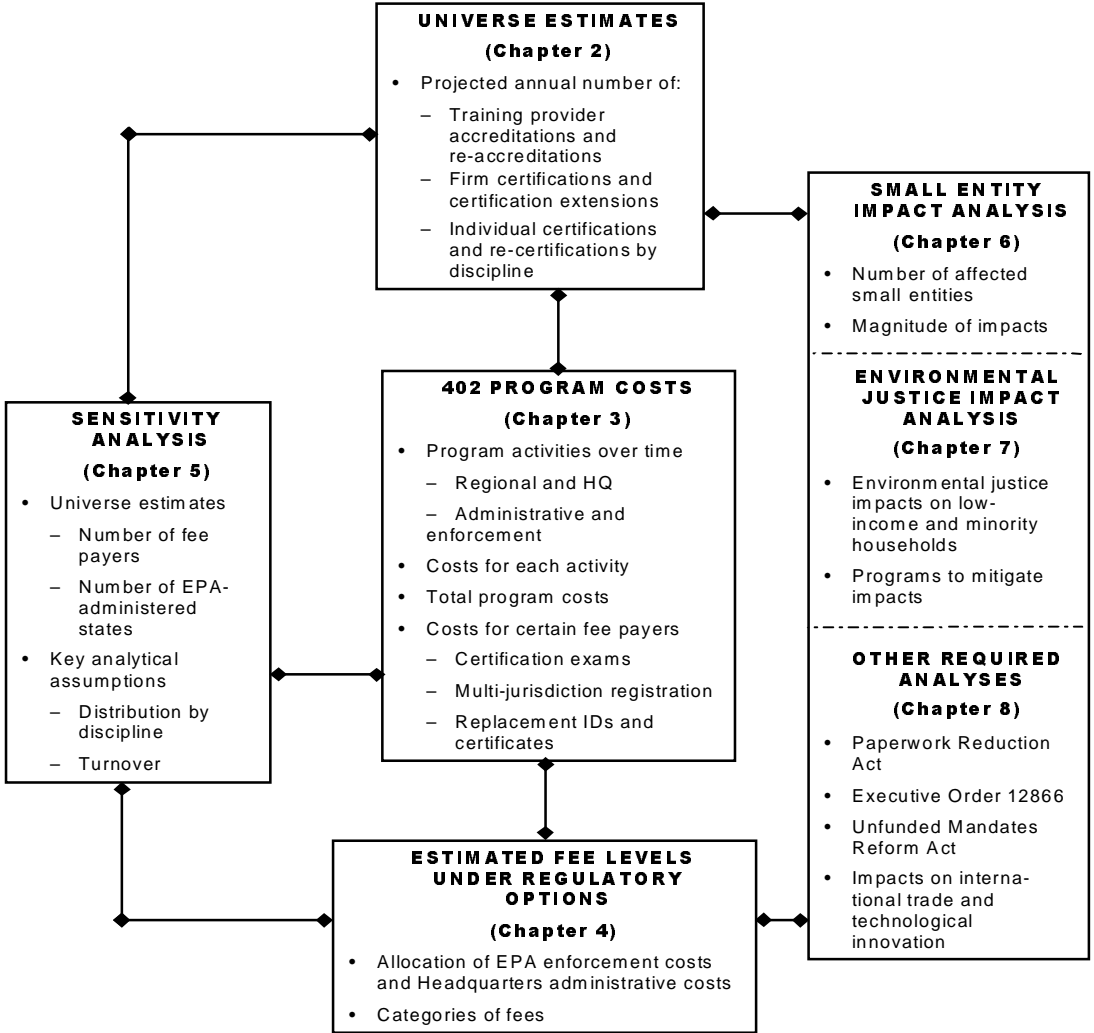 UNIVERSE ESTIMATES
(Chapter 2)
• Projected annual number of:
– Training provider
accreditations and
re-accreditations
– Firm certifications and
certification extensions
– Individual certifications
and re-certifications by
discipline
SMALL ENTITY
IMPACT ANALYSIS
(Chapter 6)
• Number of affected
small entities
• Magnitude of impacts
ENVIRONMENTAL
JUSTICE IMPACT
ANALYSIS
(Chapter 7)
• Environmental justice
impacts on low-
income and minority
households
• Programs to mitigate
impacts
OTHER REQUIRED
ANALYSES
(Chapter 8)
• Paperwork Reduction
Act
• Executive Order 12866
• Unfunded Mandates
Reform Act
• Impacts on interna-
tional trade and
technological
innovation
402 PROGRAM COSTS
(Chapter 3)
• Program activities over time
– Regional and HQ
– Administrative and
enforcement
• Costs for each activity
• Total program costs
• Costs for certain fee payers
– Certification exams
– Multi-jurisdiction registration
– Replacement IDs and
certificates
SENSITIVITY
ANALYSIS
(Chapter 5)
• Universe estimates
– Number of fee
payers
– Number of EPA-
administered
states
• Key analytical
assumptions
– Distribution by
discipline
– Turnover
ESTIMATED FEE LEVELS
UNDER REGULATORY
OPTIONS
(Chapter 4)
• Allocation of EPA enforcement costs
and Headquarters administrative costs
• Categories of fees